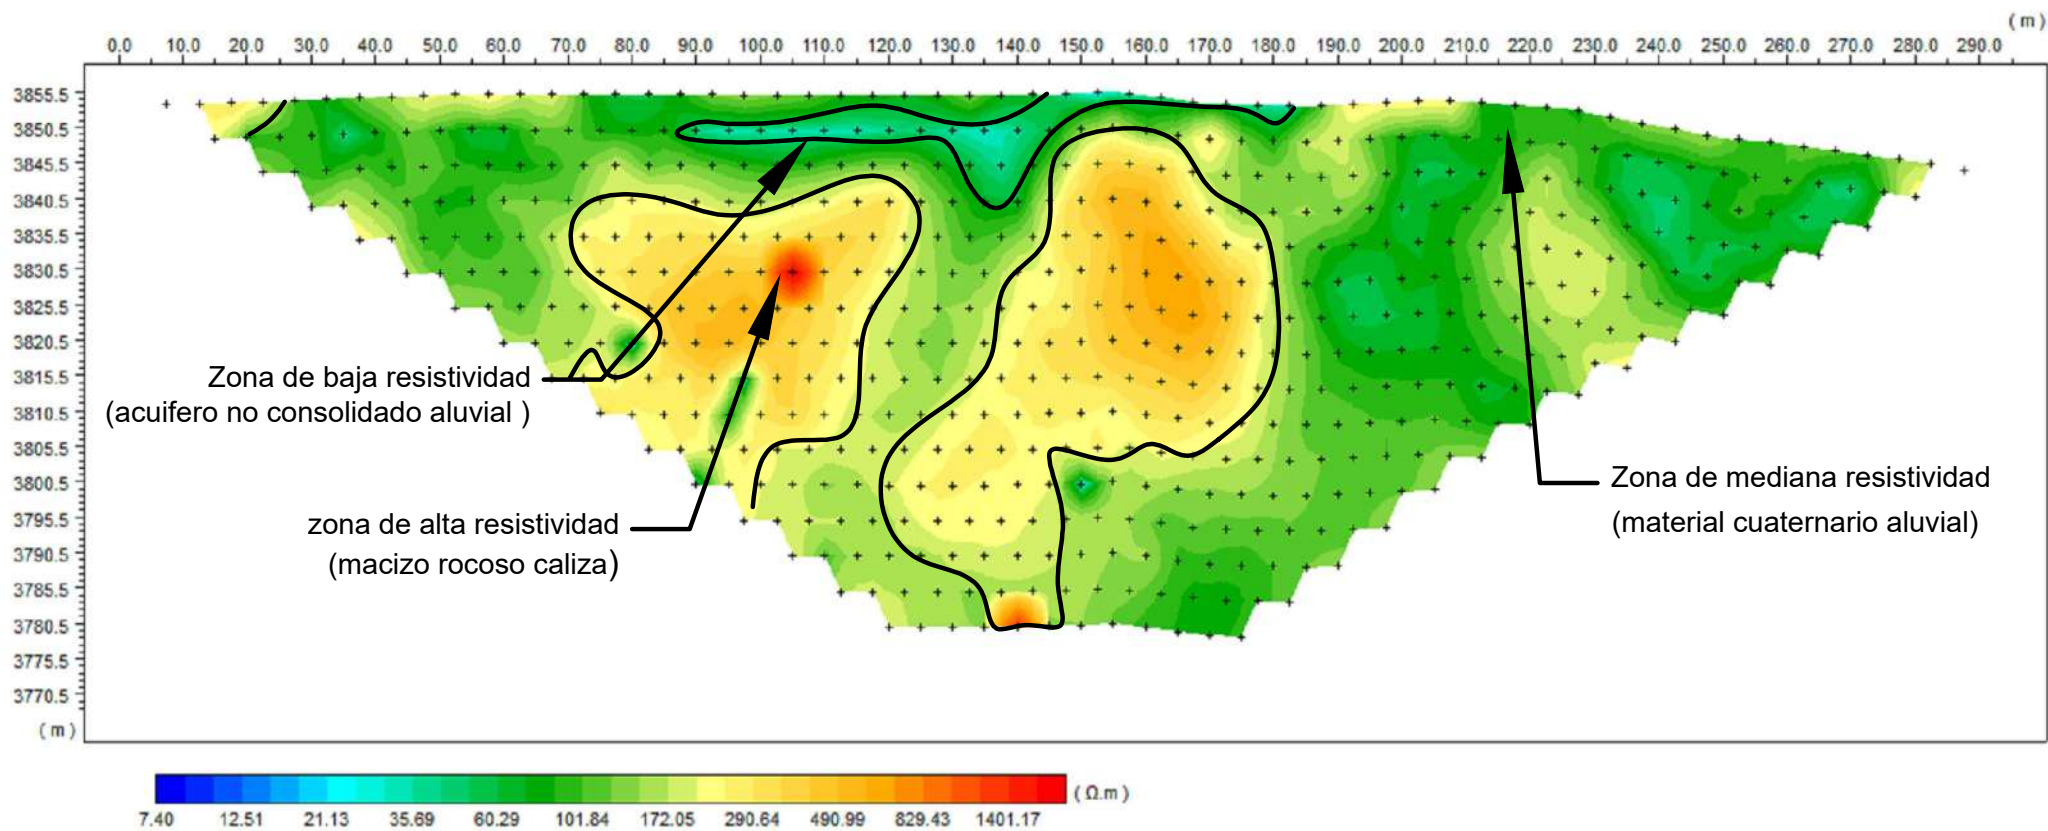 ( m )
0.0 10.0 20.0 30.0 40.0 50.0 60.0 70.0 80.0 90.0 100.0 110.0 120.0 130.0 140.0 150.0 160.0 170.0 180.0 190.0 200.0 210.0 220.0 230.0 240.0 250.0 260.0 270.0 280.0 290.0
3855.5
3850.5
3845.5
3840.5
3835.5
3830.5
3825.5
3820.5
3815.5
3810.5
3805.5
3800.5
3795.5
3790.5
3785.5
3780.5
3775.5
3770.5
( m )
Zona de baja resistividad
(acuifero no consolidado aluvial )
zona de alta resistividad
(macizo rocoso caliza)
Zona de mediana resistividad
(material cuaternario aluvial)
( Ω.m )
7.40 12.51 21.13 35.69 60.29 101.84 172.05 290.64 490.99 829.43 1401.17